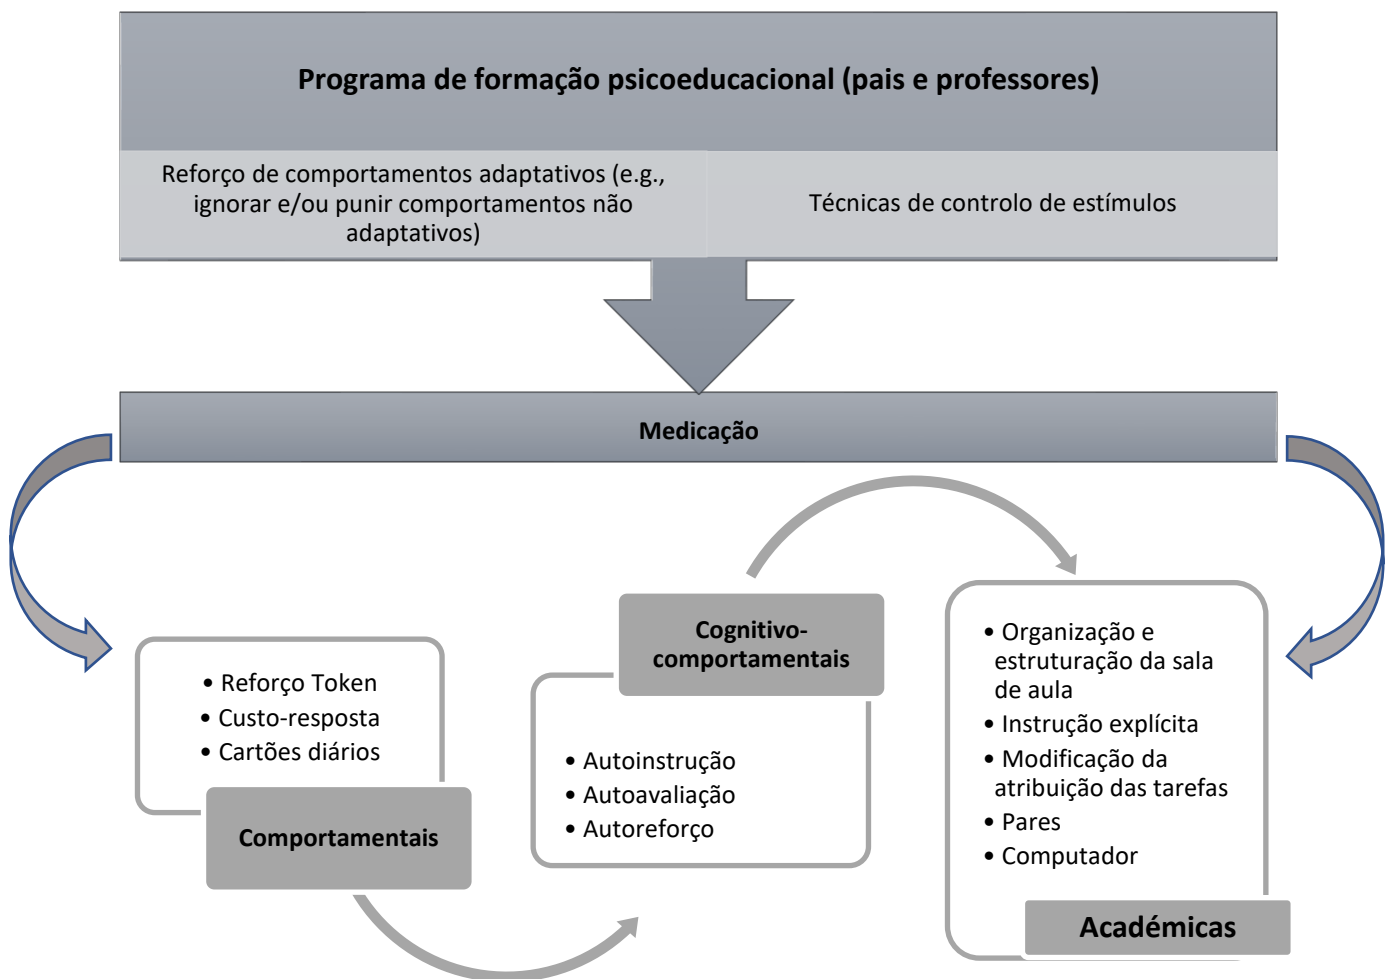 Programa de formação psicoeducacional (pais e professores)
Reforço de comportamentos adaptativos (e.g.,
ignorar e/ou punir comportamentos não
adaptativos)
Técnicas de controlo de estímulos
Medicação
• Reforço Token
• Custo-resposta
• Cartões diários
Comportamentais
Cognitivo-
comportamentais
• Autoinstrução
• Autoavaliação
• Autoreforço
• Organização e
estruturação da sala
de aula
• Instrução explícita
• Modificação da
atribuição das tarefas
• Pares
• Computador
Académicas